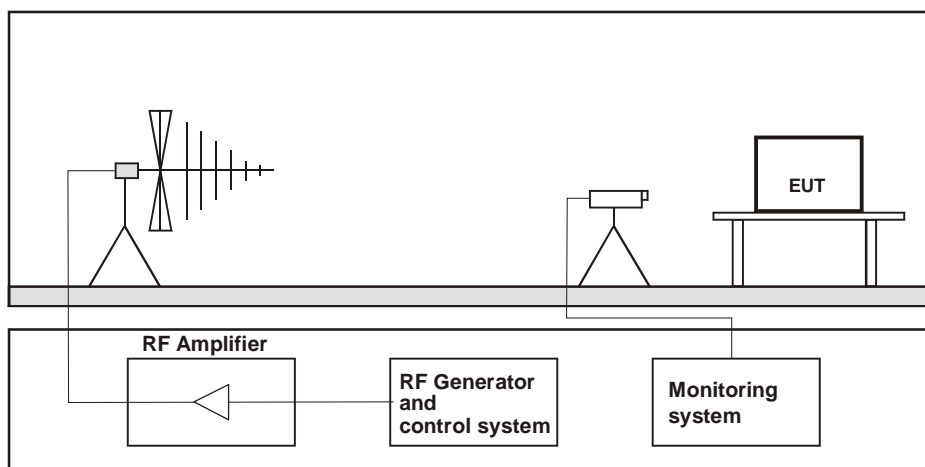 EUT
RF Amplifier
RF Generator
and
control system
Monitoring
system